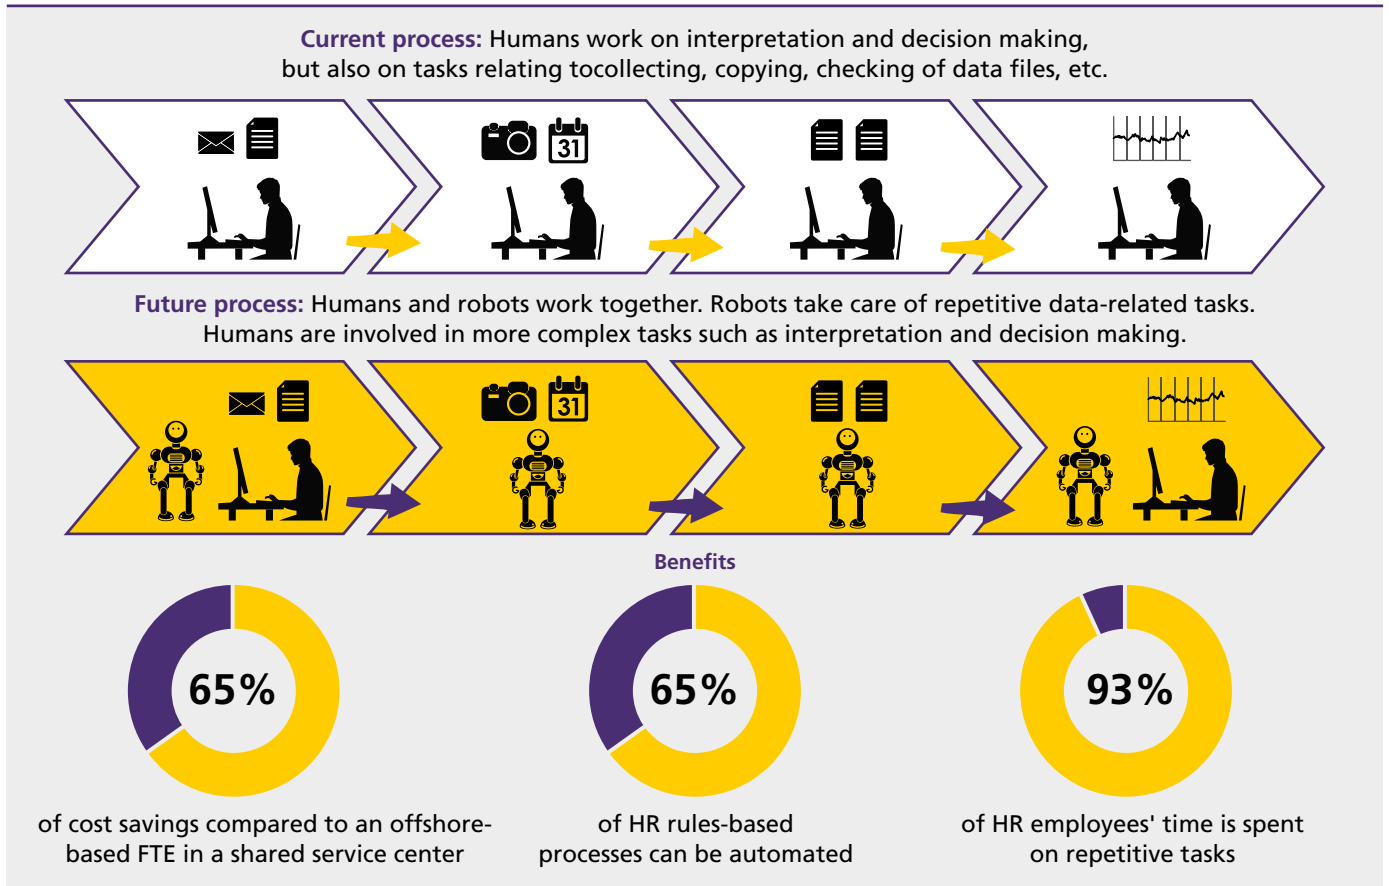 Current process: Humans work on interpretation and decision making,
but also on tasks relating tocollecting, copying, checking of data files, etc.
31
Future process: Humans and robots work together. Robots take care of repetitive data-related tasks.
Humans are involved in more complex tasks such as interpretation and decision making.
31
Benefits
65%
65%
93%
of cost savings compared to an offshore-
based FTE in a shared service center
of HR rules-based
processes can be automated
of HR employees' time is spent
on repetitive tasks